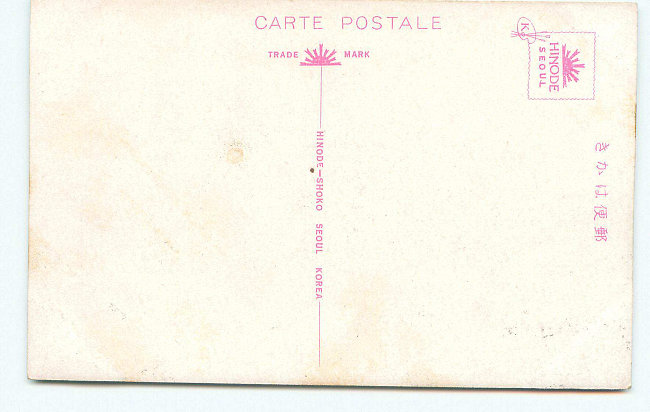 CARTE POSTALE
TRADE MARK
HINODE
SEOUL
HINODE–SHOKO SEOUL KOREA
郵便はかき